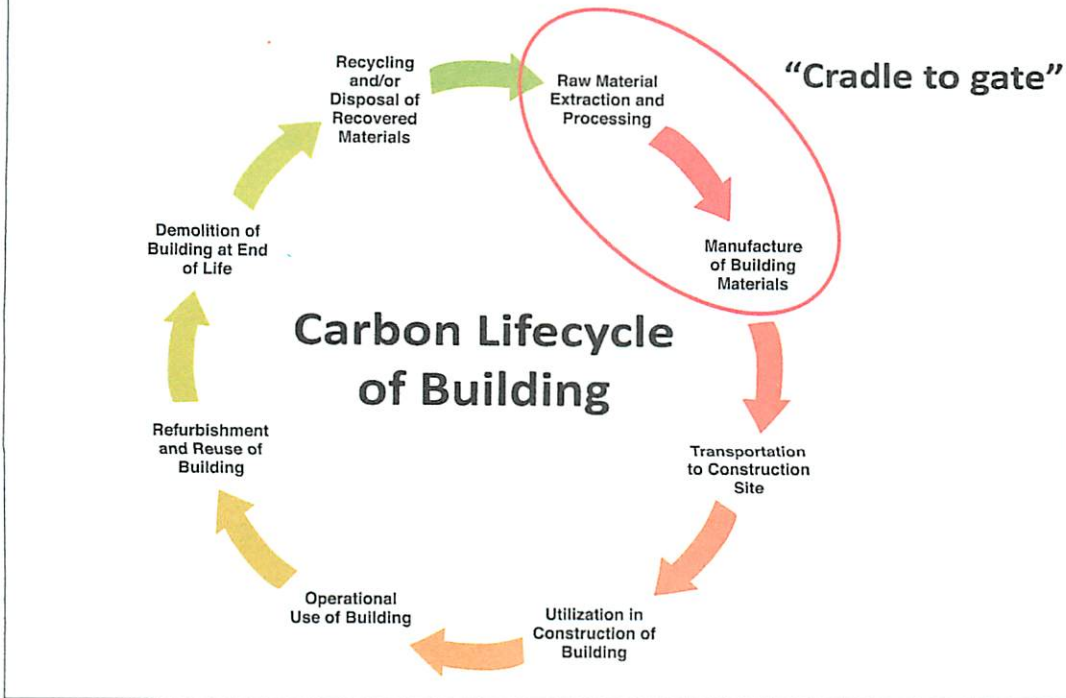 Recycling
and/or
Disposal of
Recovered
Materials
Raw Material
Extraction and
Processing
“Cradle to gate”
Manufacture
of Building
Materials
Demolition of
Building at End
of Life
Carbon Lifecycle
of Building
Refurbishment
and Reuse of
Building
Transportation
to Construction
Site
Operational
Use of Building
Utilization in
Construction of
Building